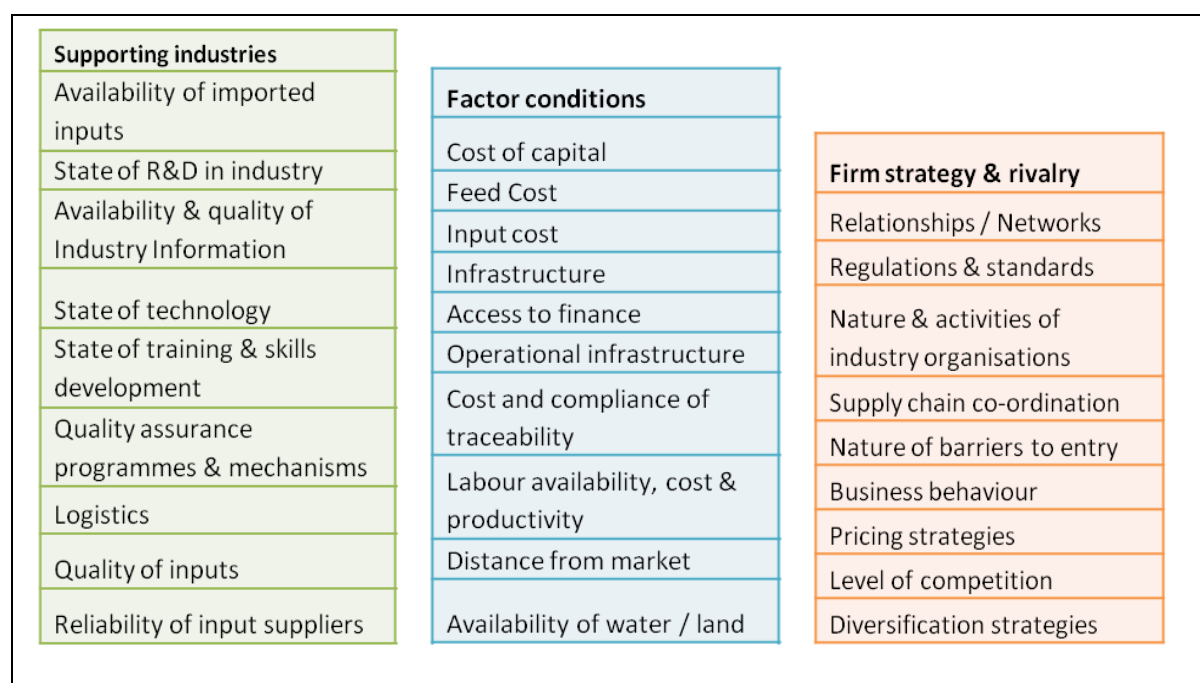 Supporting industries
Availability of imported
inputs
State of R&D in industry
Availability & quality of
Industry Information
State of technology
State of training & skills
development
Quality assurance
programmes & mechanisms
Logistics
Quality of inputs
Reliability of input suppliers
Factor conditions
Cost of capital
Feed Cost
Input cost
Infrastructure
Access to finance
Operational infrastructure
Cost and compliance of
traceability
Labour availability, cost &
productivity
Distance from market
Availability of water / land
Firm strategy & rivalry
Relationships / Networks
Regulations & standards
Nature & activities of
industry organisations
Supply chain co-ordination
Nature of barriers to entry
Business behaviour
Pricing strategies
Level of competition
Diversification strategies